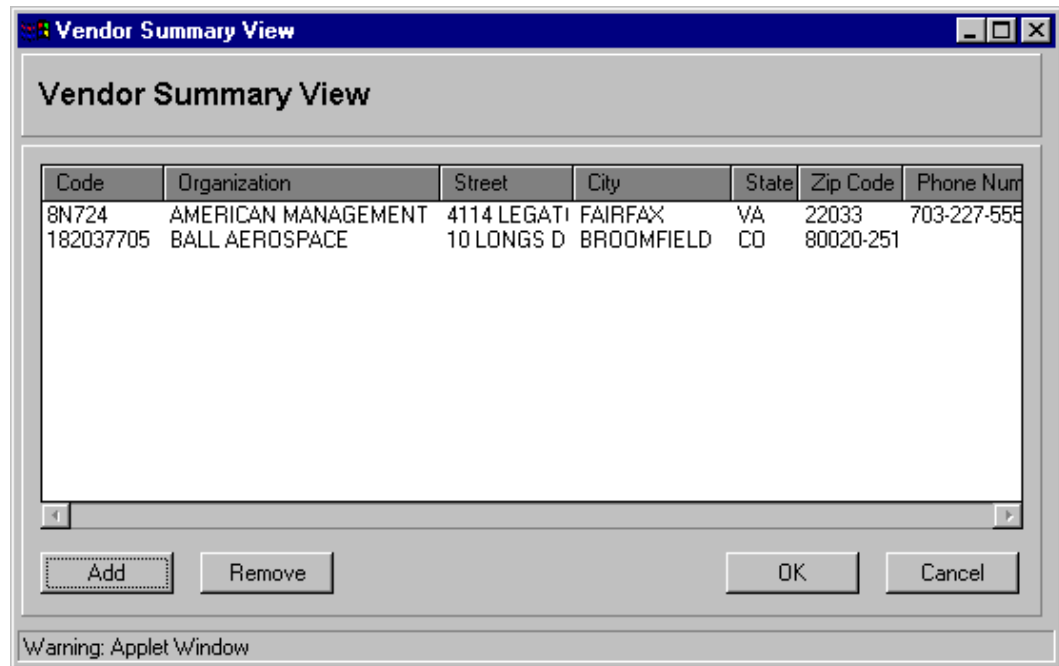 Vendor Summary View
Vendor Summary View
Code Organization Street City State Zip Code Phone Num
8N724 AMERICAN MANAGEMENT 4114 LEGAT FAIRFAX VA 22033 703-227-555
182037705 BALL AEROSPACE 10 LONGS D BROOMFIELD CO 80020-251
Add Remove OK Cancel
Warning: Applet Window